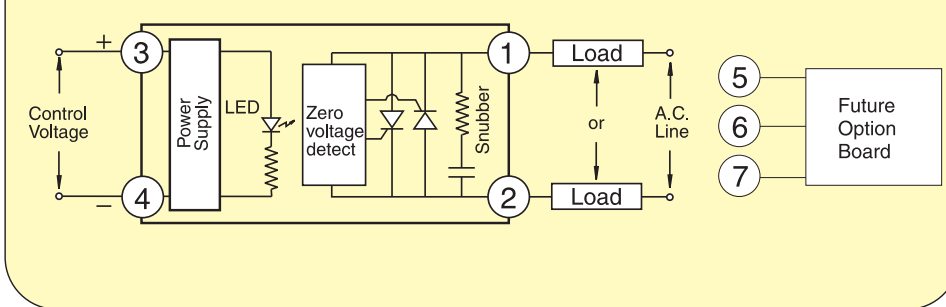 +
3
Control
Voltage
–
4
Power
Supply
LED
Zero
voltage
detect
Snubber
1
2
Load
or
Load
A.C.
Line
5
6
7
Future
Option
Board